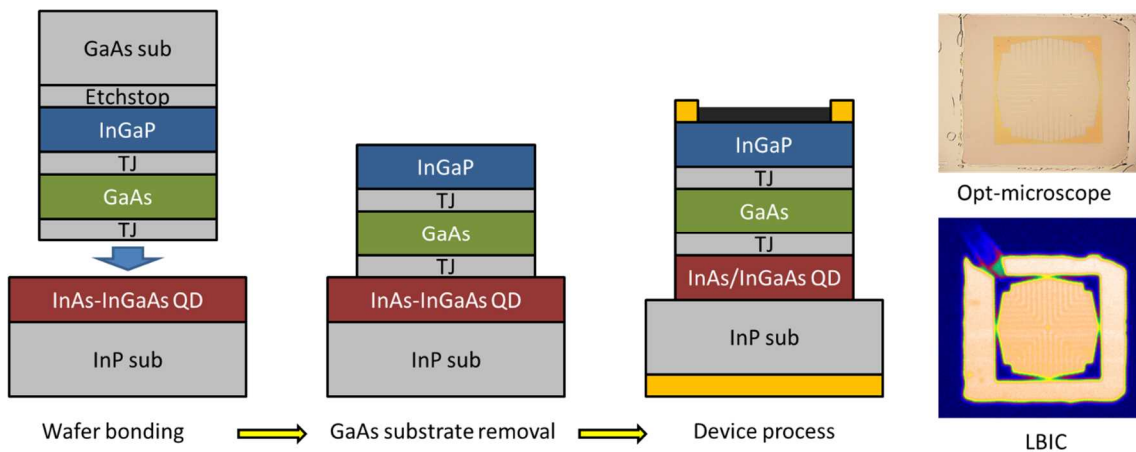 GaAs sub
Etchstop
InGaP
TJ
GaAs
TJ
InAs-InGaAs QD
InP sub
Wafer bonding
InGaP
TJ
GaAs
TJ
InAs-InGaAs QD
InP sub
GaAs substrate removal
InGaP
TJ
GaAs
TJ
InAs/InGaAs QD
InP sub
Device process
Opt-microscope
LBIC